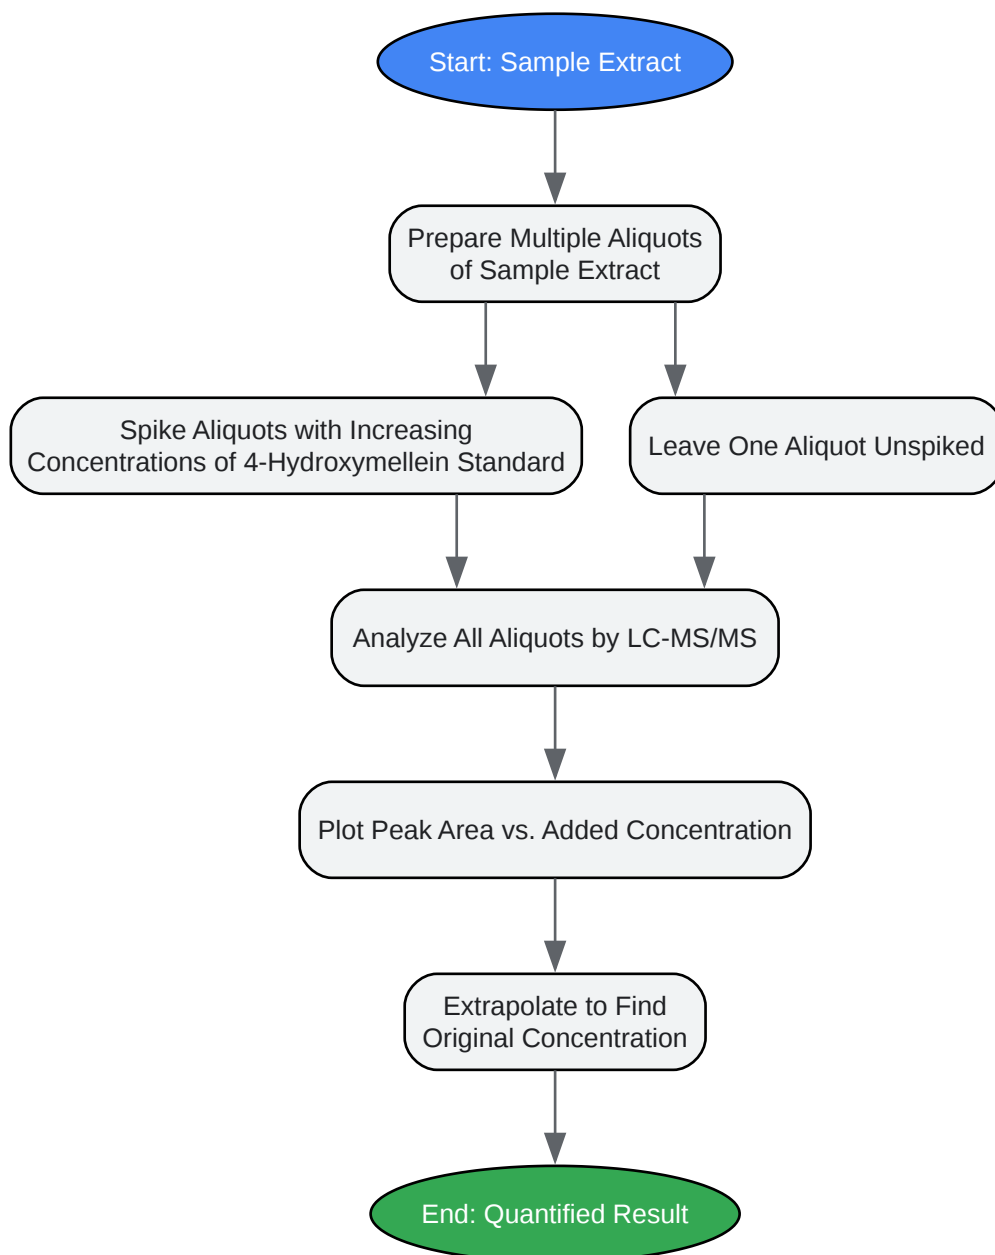 Start: Sample Extract
Prepare Multiple Aliquots
of Sample Extract
Spike Aliquots with Increasing
Concentrations of 4-Hydroxymellein Standard
Leave One Aliquot Unspiked
Analyze All Aliquots by LC-MS/MS
Plot Peak Area vs. Added Concentration
Extrapolate to Find
Original Concentration
End: Quantified Result